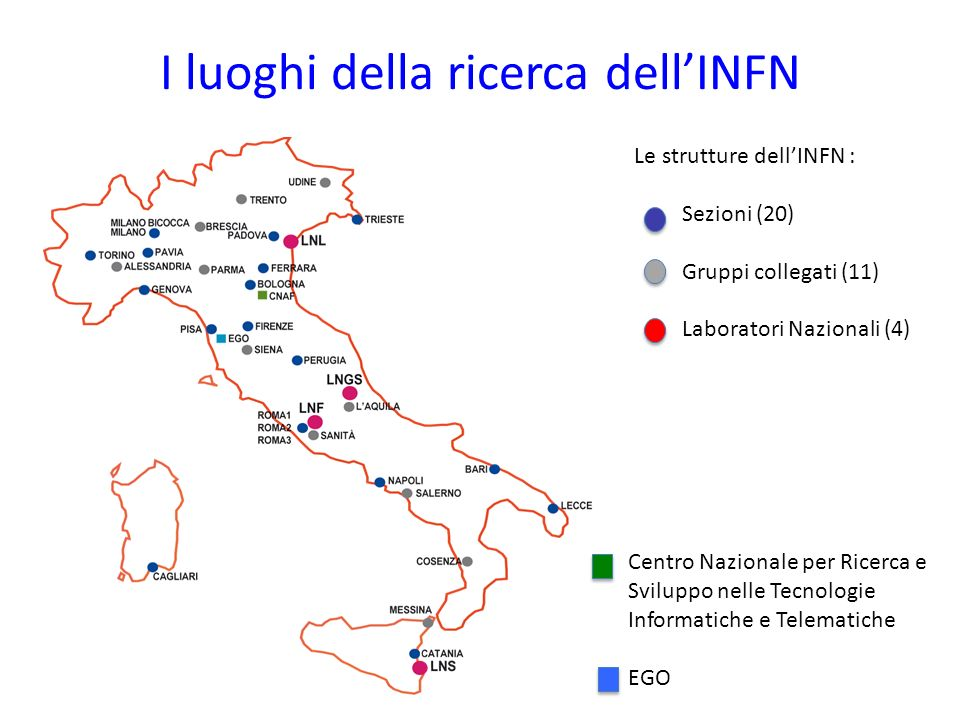 I luoghi della ricerca dell’INFN
Le strutture dell’INFN :
Sezioni (20)
Gruppi collegati (11)
Laboratori Nazionali (4)
UDINE
TRENTO
TRIESTE
MILANO BICOCCA
MILANO
BRESCIA
PADOVA
LNL
TORINO
PAVIA
ALESSANDRIA
PARMA
FERRARA
BOLOGNA
CNAF
GENOVA
PISA
EGO
FIRENZE
SIENA
PERUGIA
LNGS
L'AQUILA
LNF
ROMA1
ROMA2
ROMA3
SANITÀ
BARI
NAPOLI
SALERNO
LECCE
COSENZA
CAGLIARI
MESSINA
CATANIA
LNS
Centro Nazionale per Ricerca e
Sviluppo nelle Tecnologie
Informatiche e Telematiche
EGO